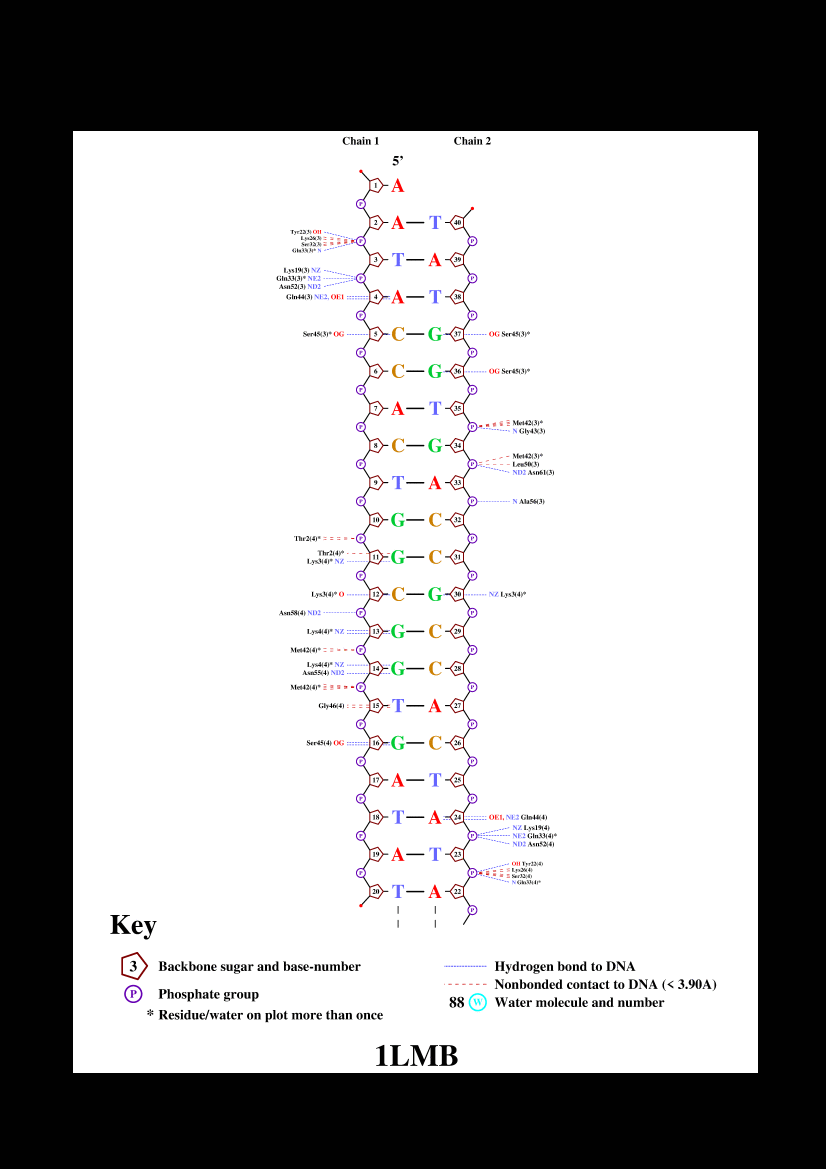 Chain 1 Chain 2
5’
1 A
P
2 A T 40
Tyr22(3) OH
Lys26(3)
Ser32(3)
Gln33(3)* N
P P
3 T A 39
Lys19(3) NZ
Gln33(3)* NE2
Asn52(3) ND2
P P
Gln44(3) NE2, OE1 4 A T 38
P P
Ser45(3)* OG 5 C G 37 OG Ser45(3)*
P P
6 C G 36 OG Ser45(3)*
P P
7 A T 35
P P
Met42(3)*
N Gly43(3)
8 C G 34
P P
Met42(3)*
Leu50(3)
ND2 Asn61(3)
9 T A 33
P P N Ala56(3)
10 G C 32
Thr2(4)* P P
Thr2(4)*
11 G C 31
Lys3(4)* NZ
P P
Lys3(4)* O 12 C G 30 NZ Lys3(4)*
Asn58(4) ND2 P P
Lys4(4)* NZ 13 G C 29
Met42(4)* P P
Lys4(4)* NZ
14 G C 28
Asn55(4) ND2
Met42(4)* P P
Gly46(4) 15 T A 27
P P
Ser45(4) OG 16 G C 26
P P
17 A T 25
P P
18 T A 24 OE1, NE2 Gln44(4)
P P
NZ Lys19(4)
NE2 Gln33(4)*
ND2 Asn52(4)
19 A T 23
P P
OH Tyr22(4)
Lys26(4)
Ser32(4)
N Gln33(4)*
20 T A 22
P
Key
3 Backbone sugar and base-number
P Phosphate group
* Residue/water on plot more than once
Hydrogen bond to DNA
Nonbonded contact to DNA (< 3.90A)
88 W Water molecule and number
1LMB